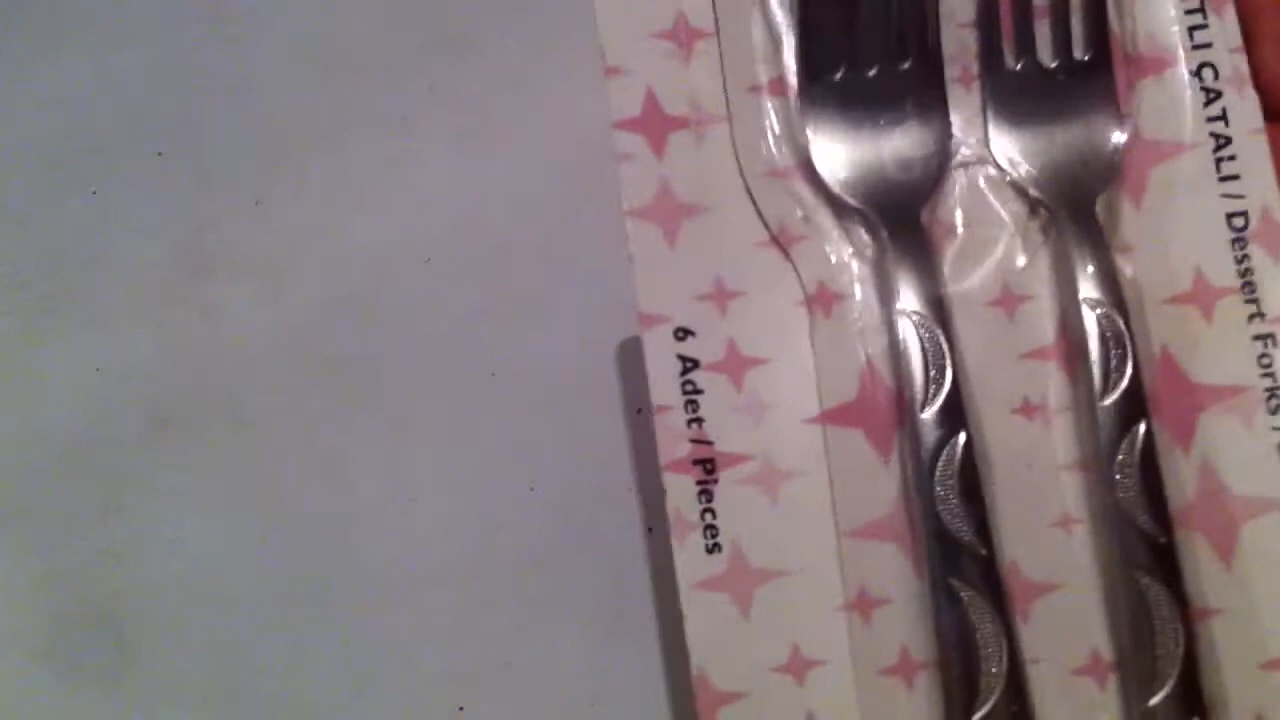 TLI ÇATALI / Dessert Forks /
6 Adet / Pieces